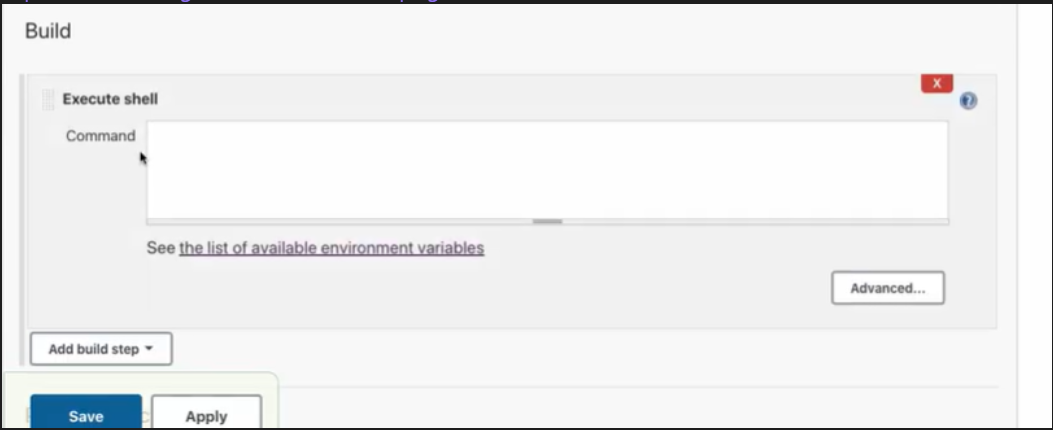 Build
Execute shell
X
Command
See the list of available environment variables
Advanced...
Add build step
Save
Apply